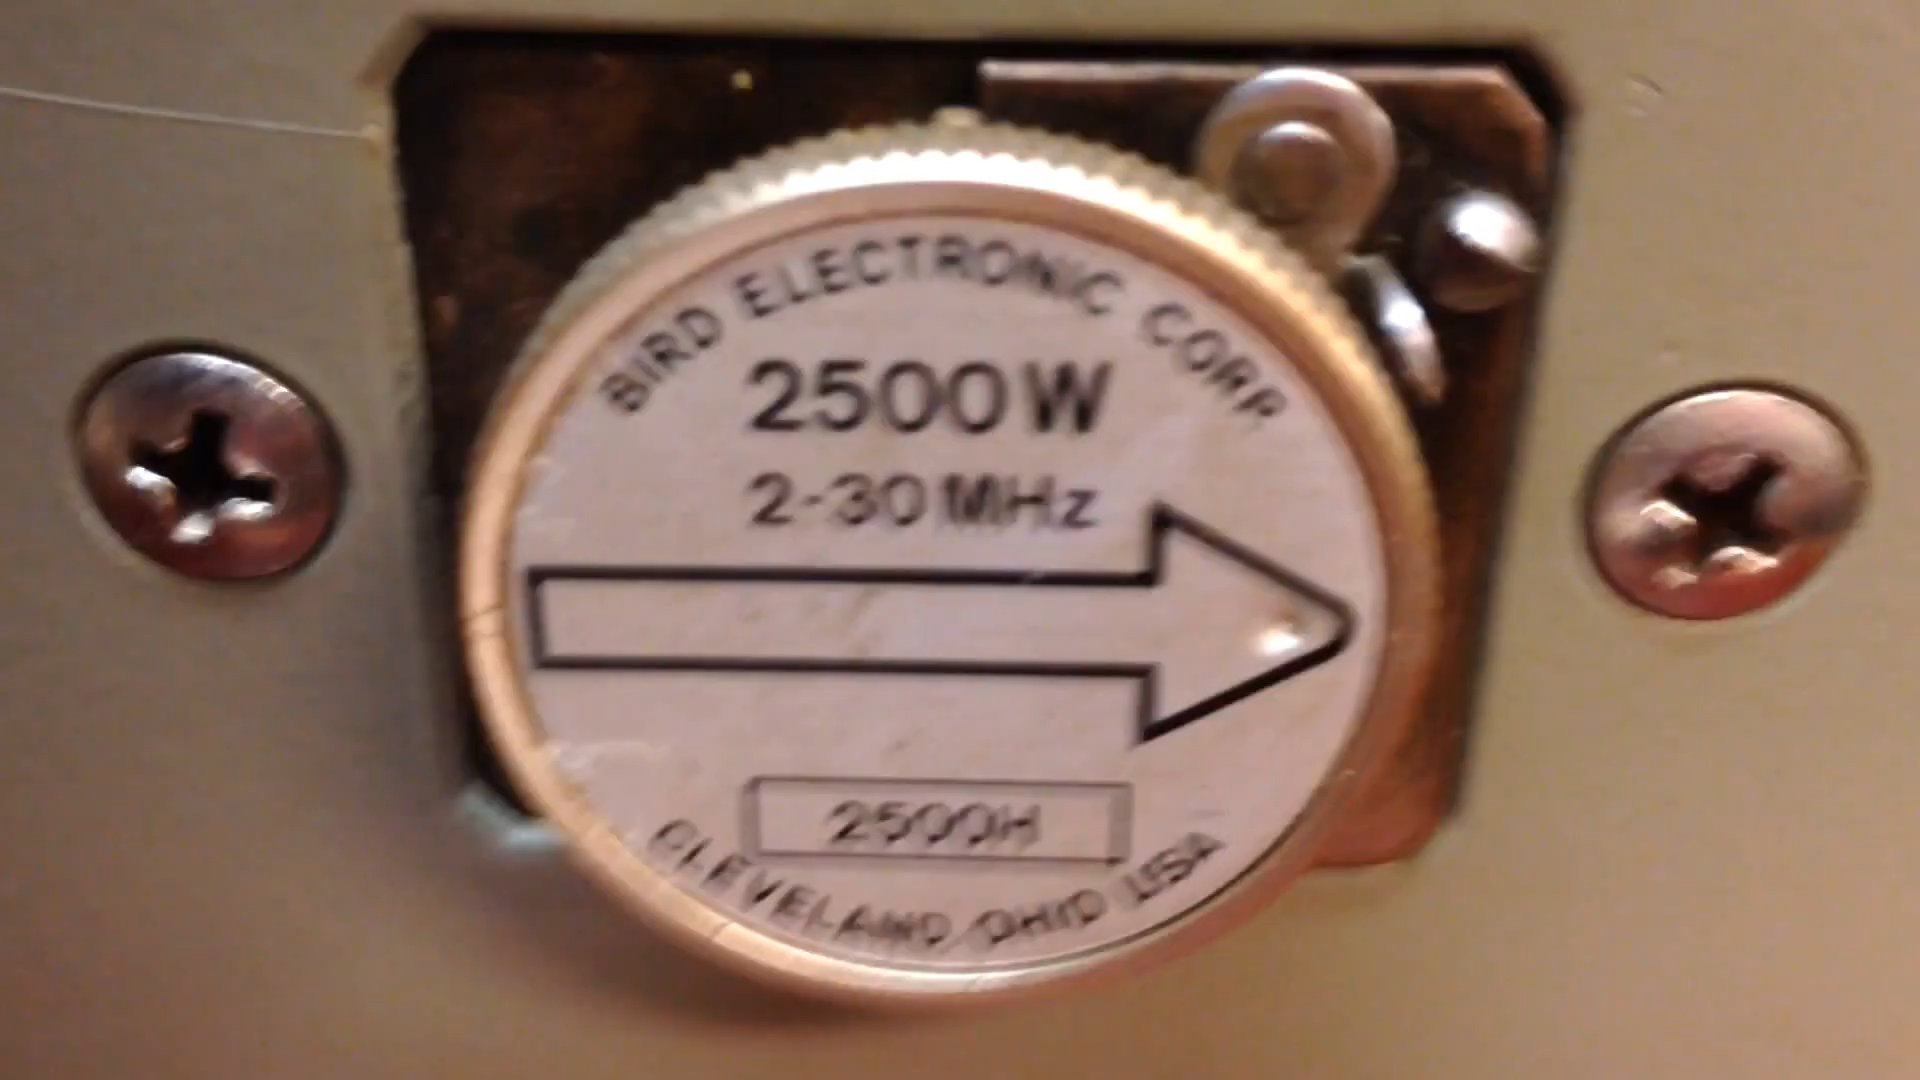 BIRD ELECTRONIC CORP.
2500W
2-30MHz
2500H
CLEVELAND, OHIO USA